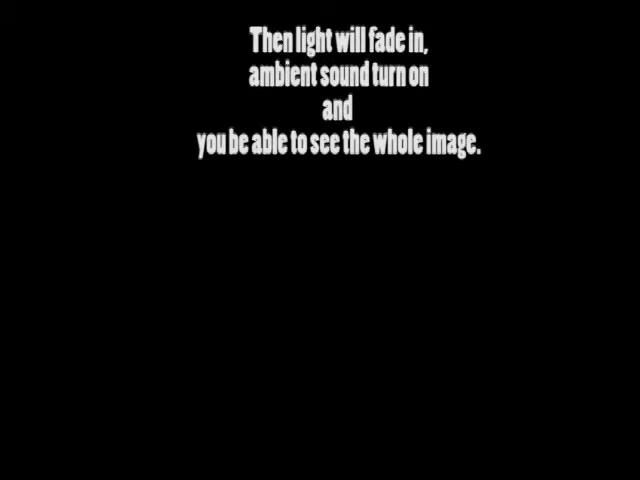 Then light will fade in,
ambient sound turn on
and
you be able to see the whole image.